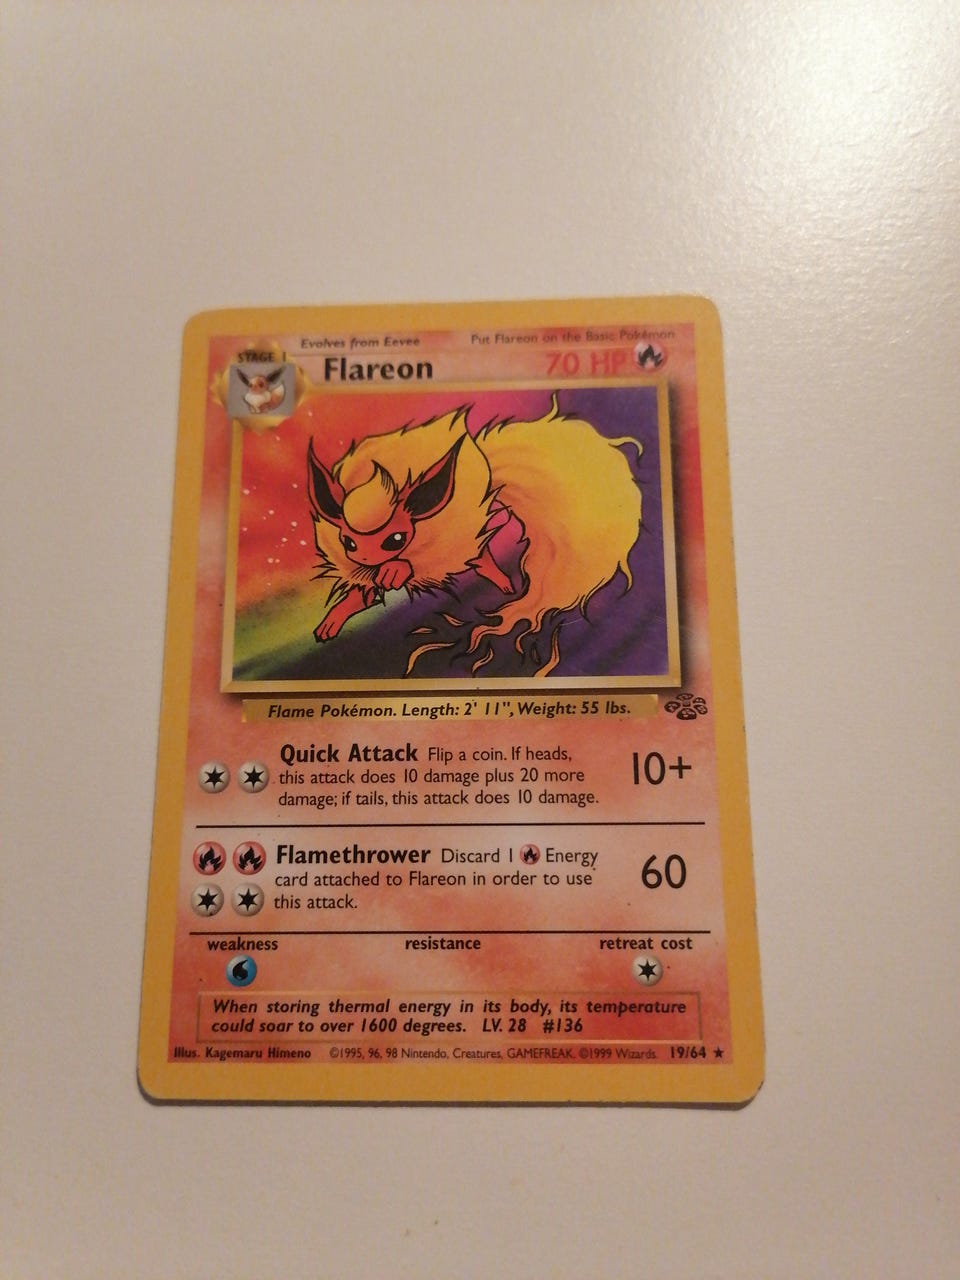 Evolves from Eevee
Put Flareon on the Basic Pokémon
STAGE 1
Flareon
70 HP
Flame Pokémon. Length: 2' 11", Weight: 55 lbs.
Quick Attack Flip a coin. If heads,
this attack does 10 damage plus 20 more
damage; if tails, this attack does 10 damage.
10+
Flamethrower Discard 1 Energy
card attached to Flareon in order to use
this attack.
60
weakness
resistance
retreat cost
When storing thermal energy in its body, its temperature
could soar to over 1600 degrees. LV. 28 #136
Illus. Kagemaru Himeno ©1995, 96, 98 Nintendo, Creatures, GAMEFREAK. ©1999 Wizards. 19/64 ★